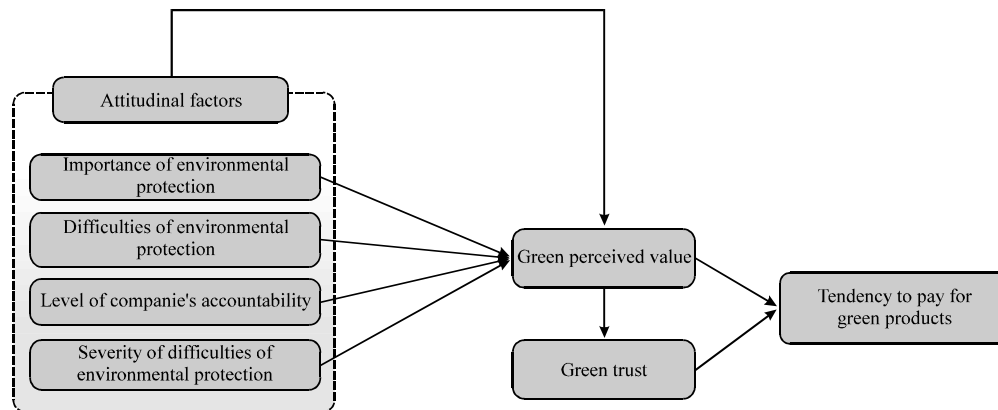 Attitudinal factors
Importance of environmental
protection
Difficulties of environmental
protection
Level of companie's accountability
Severity of difficulties of
environmental protection
Green perceived value
Green trust
Tendency to pay for
green products